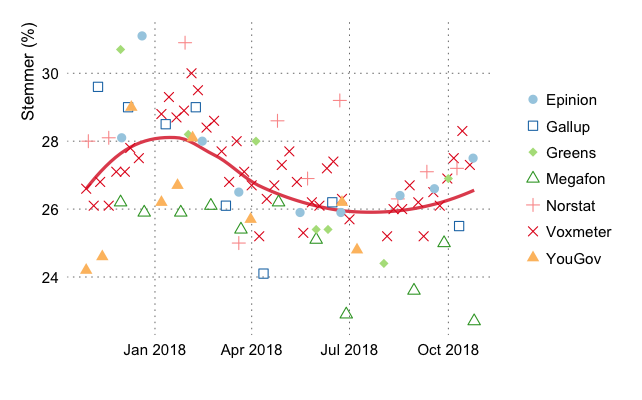 Stemmer (%)
30
28
26
24
Jan 2018
Apr 2018
Jul 2018
Oct 2018
Epinion
Gallup
Greens
Megafon
Norstat
Voxmeter
YouGov